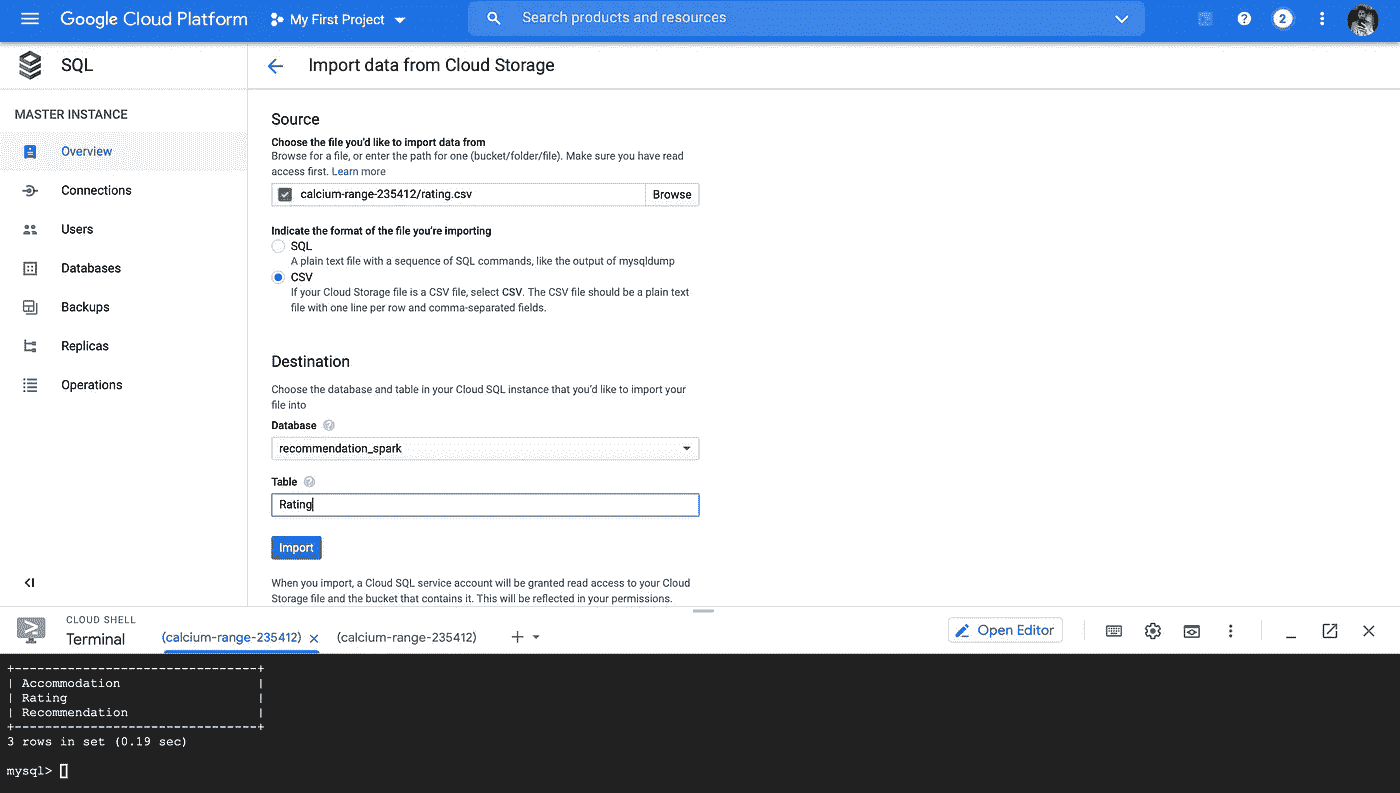 Google Cloud Platform
My First Project
Search products and resources
2
SQL
Import data from Cloud Storage
MASTER INSTANCE
Overview
Connections
Users
Databases
Backups
Replicas
Operations
Source
Choose the file you'd like to import data from
Browse for a file, or enter the path for one (bucket/folder/file). Make sure you have read
access first. Learn more
calcium-range-235412/rating.csv Browse
Indicate the format of the file you're importing
SQL
A plain text file with a sequence of SQL commands, like the output of mysqldump
CSV
If your Cloud Storage file is a CSV file, select CSV. The CSV file should be a plain text
file with one line per row and comma-separated fields.
Destination
Choose the database and table in your Cloud SQL instance that you'd like to import your
file into
Database
recommendation_spark
Table
Rating
Import
When you import, a Cloud SQL service account will be granted read access to your Cloud
Storage file and the bucket that contains it. This will be reflected in your permissions.
CLOUD SHELL
Terminal
(calcium-range-235412)
(calcium-range-235412)
Open Editor
+--------------------------------+
| Accommodation                  |
| Rating                         |
| Recommendation                 |
+--------------------------------+
3 rows in set (0.19 sec)
mysql>